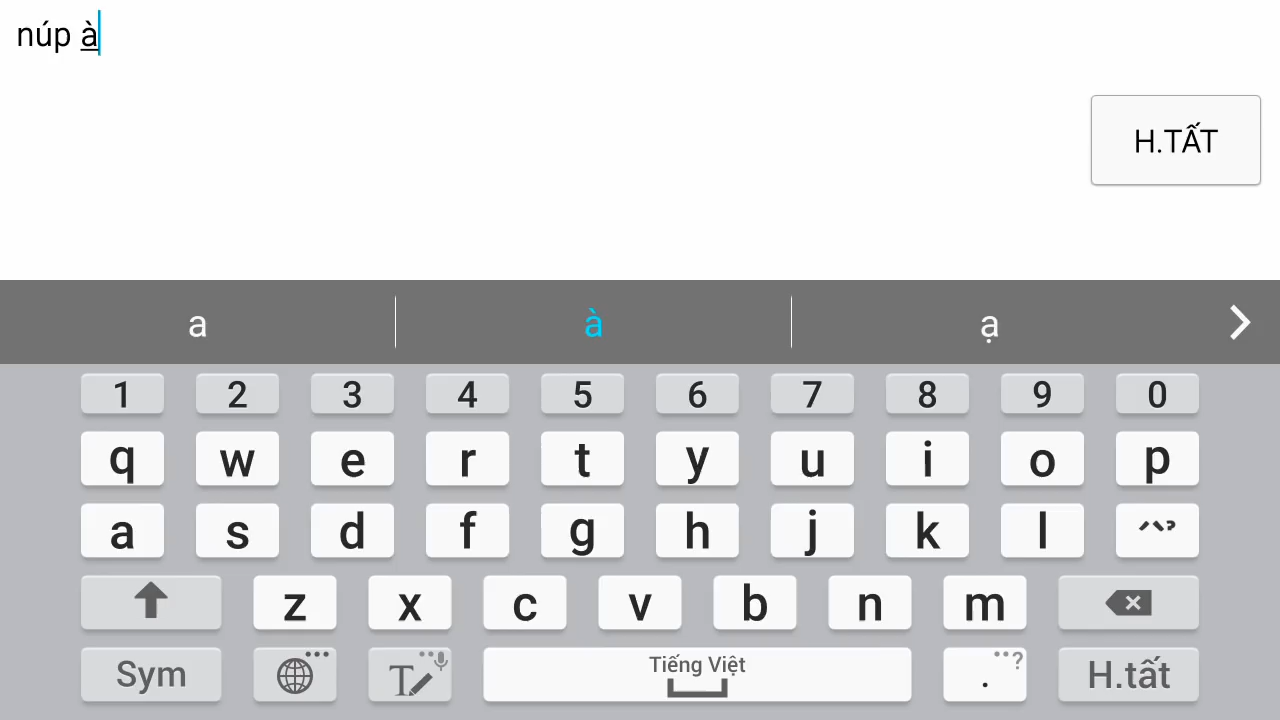 núp à
H.TẤT
a à ạ
1 2 3 4 5 6 7 8 9 0
q w e r t y u i o p
a s d f g h j k l ^~?
z x c v b n m
Sym T Tiếng Việt . ? H.tất